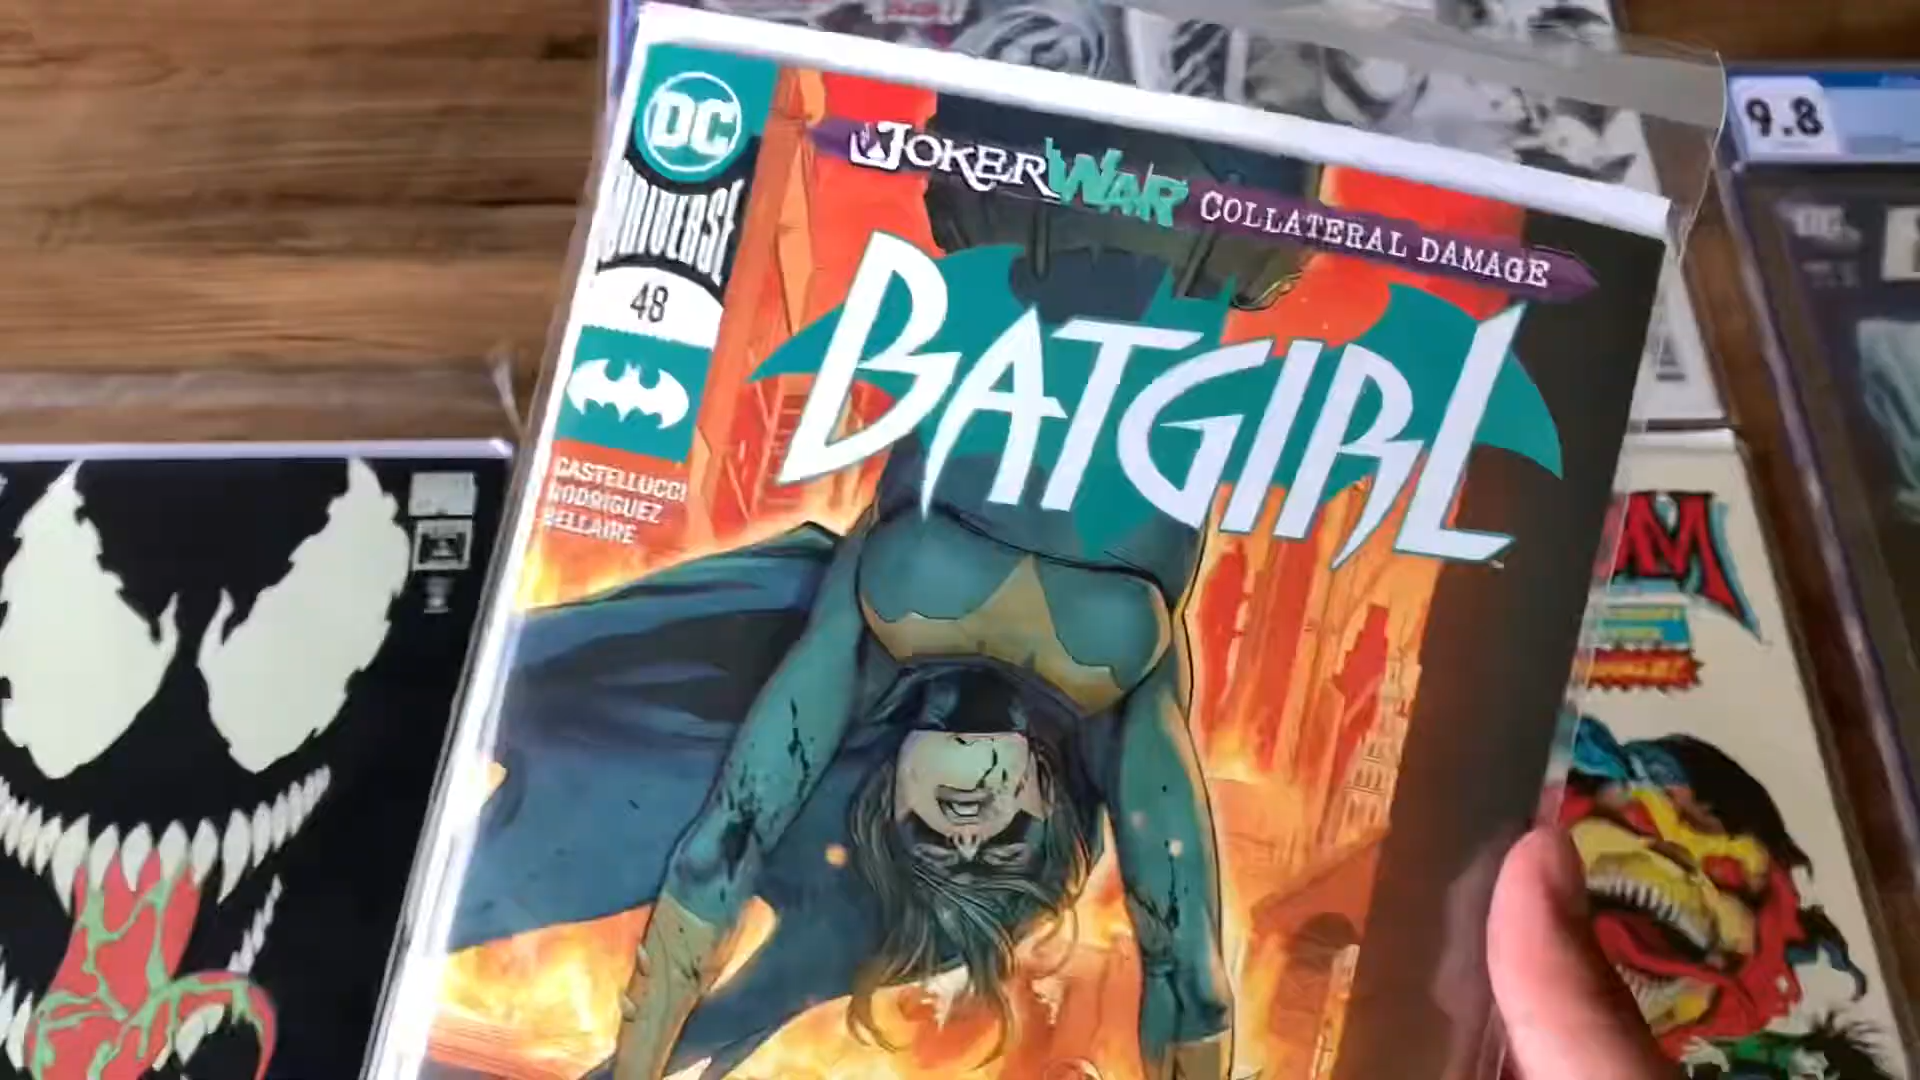 DC
UNIVERSE
48
CASTELLUCCI
RODRIGUEZ
BELLAIRE
JOKER WAR COLLATERAL DAMAGE
BATGIRL
9.8